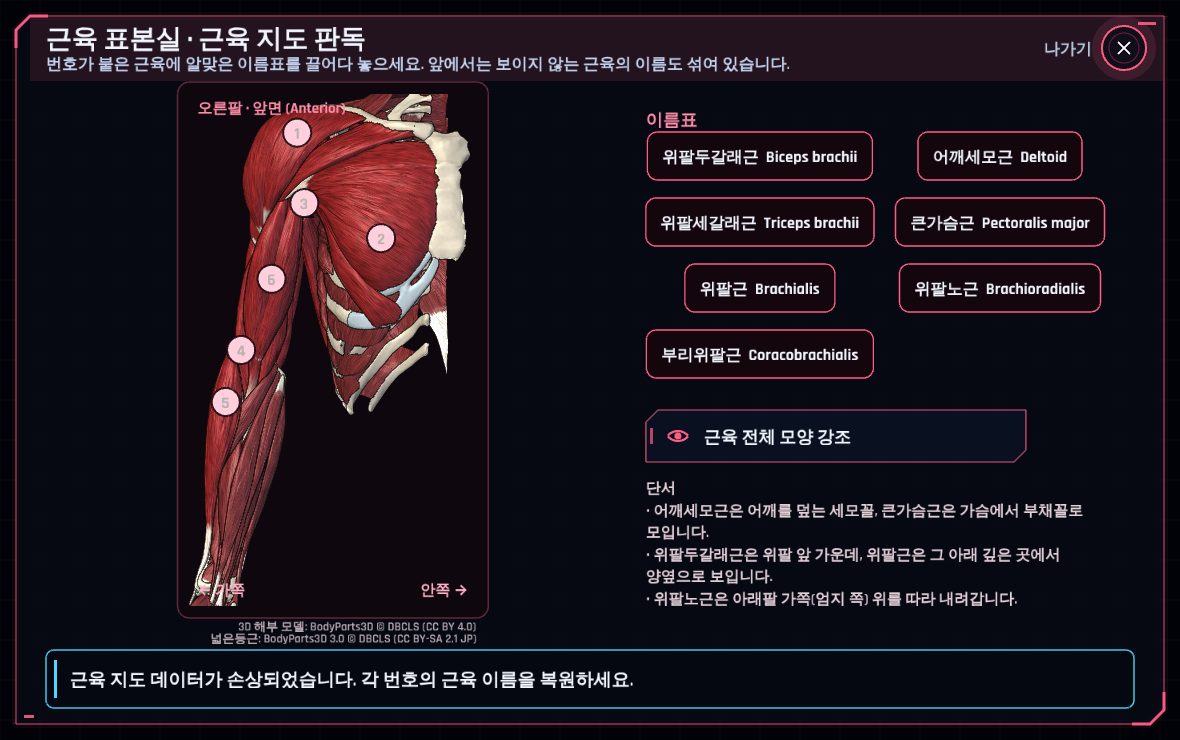 근육 표본실 · 근육 지도 판독
번호가 붙은 근육에 알맞은 이름표를 끌어다 놓으세요. 앞에서는 보이지 않는 근육의 이름도 섞여 있습니다.
나가기
오른팔 · 앞면 (Anterior)
1
3
2
6
4
5
← 가쪽
안쪽 →
3D 해부 모델: BodyParts3D © DBCLS (CC BY 4.0)
넓은등근: BodyParts3D 3.0 © DBCLS (CC BY-SA 2.1 JP)
이름표
위팔두갈래근 Biceps brachii
어깨세모근 Deltoid
위팔세갈래근 Triceps brachii
큰가슴근 Pectoralis major
위팔근 Brachialis
위팔노근 Brachioradialis
부리위팔근 Coracobrachialis
근육 전체 모양 강조
단서
· 어깨세모근은 어깨를 덮는 세모꼴, 큰가슴근은 가슴에서 부채꼴로
모입니다.
· 위팔두갈래근은 위팔 앞 가운데, 위팔근은 그 아래 깊은 곳에서
양옆으로 보입니다.
· 위팔노근은 아래팔 가쪽(엄지 쪽) 위를 따라 내려갑니다.
근육 지도 데이터가 손상되었습니다. 각 번호의 근육 이름을 복원하세요.